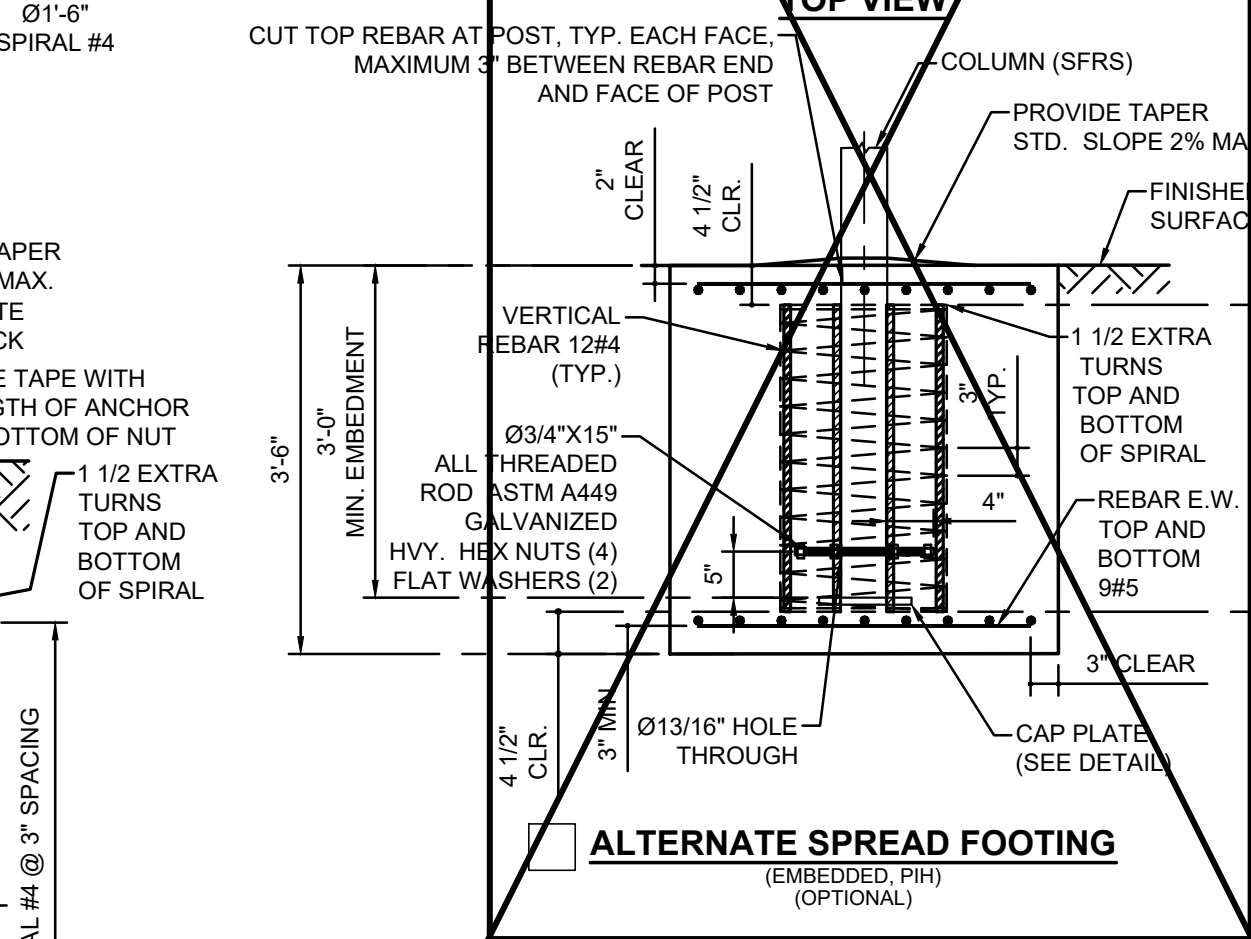 Ø1'-6"
SPIRAL #4
TOP VIEW
CUT TOP REBAR AT POST, TYP. EACH FACE,
MAXIMUM 3" BETWEEN REBAR END
AND FACE OF POST
COLUMN (SFRS)
PROVIDE TAPER
STD. SLOPE 2% MA
FINISHE
SURFAC
2"
CLEAR
4 1/2"
CLR.
APER
MAX.
TE
CK
E TAPE WITH
GTH OF ANCHOR
OTTOM OF NUT
1 1/2 EXTRA
TURNS
TOP AND
BOTTOM
OF SPIRAL
3'-6"
3'-0"
MIN. EMBEDMENT
VERTICAL
REBAR 12#4
(TYP.)
Ø3/4"X15"
ALL THREADED
ROD ASTM A449
GALVANIZED
HVY. HEX NUTS (4)
FLAT WASHERS (2)
1 1/2 EXTRA
TURNS
TOP AND
BOTTOM
OF SPIRAL
3"
TYP.
4"
5"
REBAR E.W.
TOP AND
BOTTOM
9#5
3" CLEAR
4 1/2"
CLR.
3" MIN
Ø13/16" HOLE
THROUGH
CAP PLATE
(SEE DETAIL)
AL #4 @ 3" SPACING
ALTERNATE SPREAD FOOTING
(EMBEDDED, PIH)
(OPTIONAL)